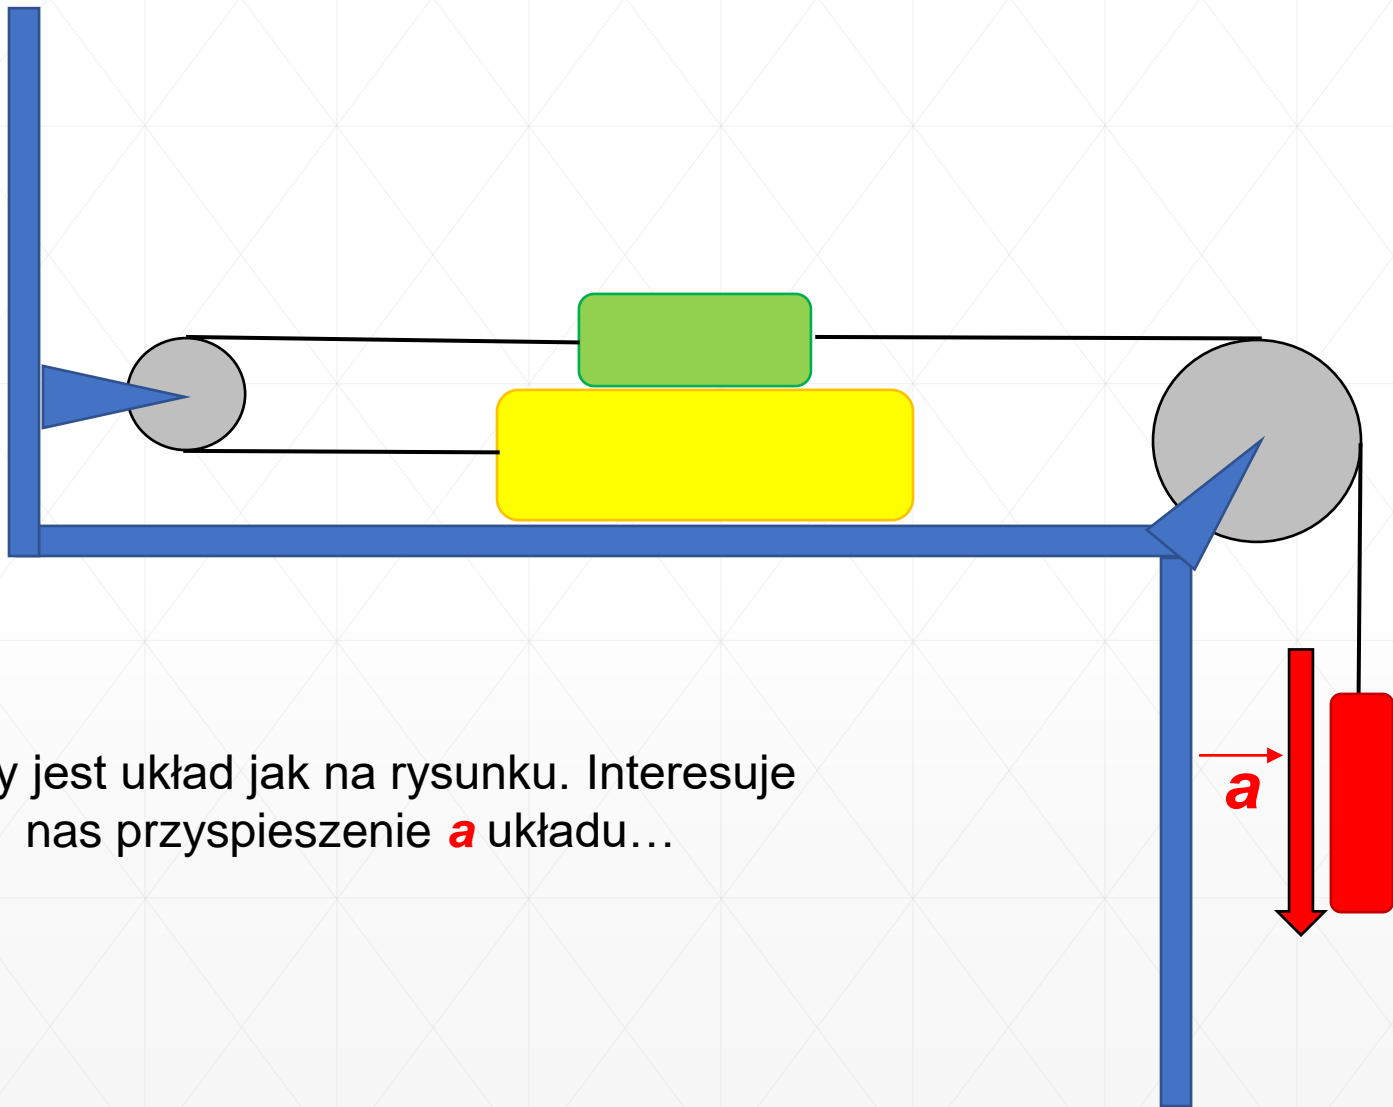 y jest układ jak na rysunku. Interesuje
nas przyspieszenie a układu…
a